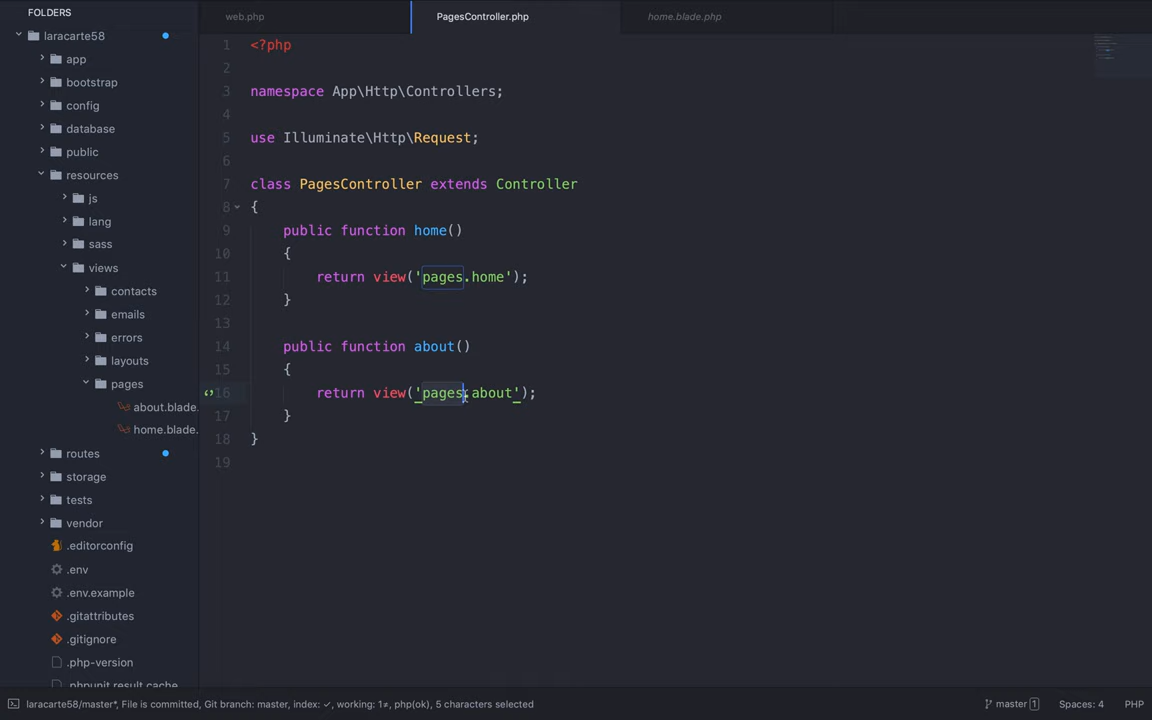 FOLDERS
laracarte58
app
bootstrap
config
database
public
resources
js
lang
sass
views
contacts
emails
errors
layouts
pages
about.blade.
home.blade.
routes
storage
tests
vendor
.editorconfig
.env
.env.example
.gitattributes
.gitignore
.php-version
.phpunit.result.cache
web.php PagesController.php home.blade.php
1 <?php
2
3 namespace App\Http\Controllers;
4
5 use Illuminate\Http\Request;
6
7 class PagesController extends Controller
8 {
9 public function home()
10 {
11 return view('pages.home');
12 }
13
14 public function about()
15 {
16 return view('pages.about');
17 }
18 }
19
laracarte58/master*, File is committed, Git branch: master, index: ✓, working: 1≠, php(ok), 5 characters selected master 1 Spaces: 4 PHP